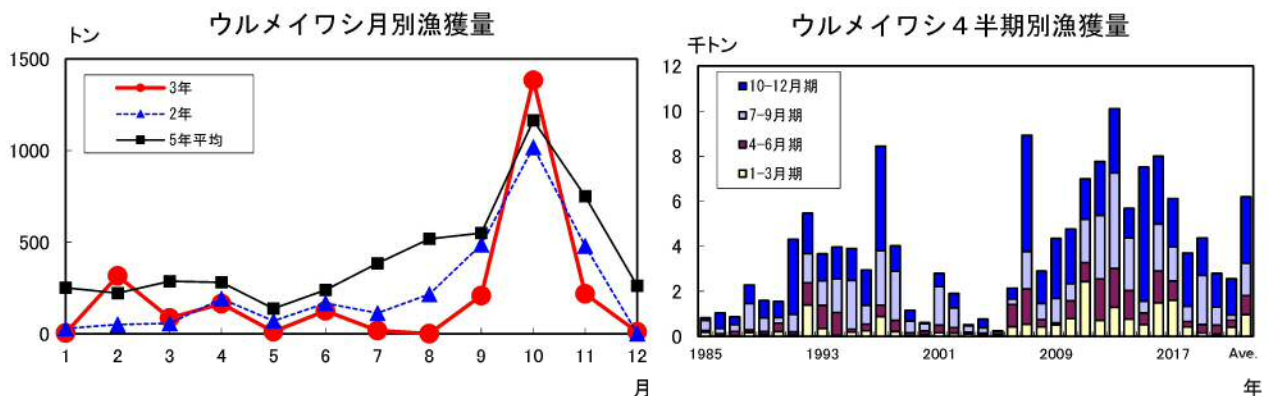 ウルメイワシ月別漁獲量
トン
1500
1000
500
0
3年
2年
5年平均
1 2 3 4 5 6 7 8 9 10 11 12
月
ウルメイワシ4半期別漁獲量
千トン
12
10
8
6
4
2
0
10-12月期
7-9月期
4-6月期
1-3月期
1985 1993 2001 2009 2017 Ave.
年